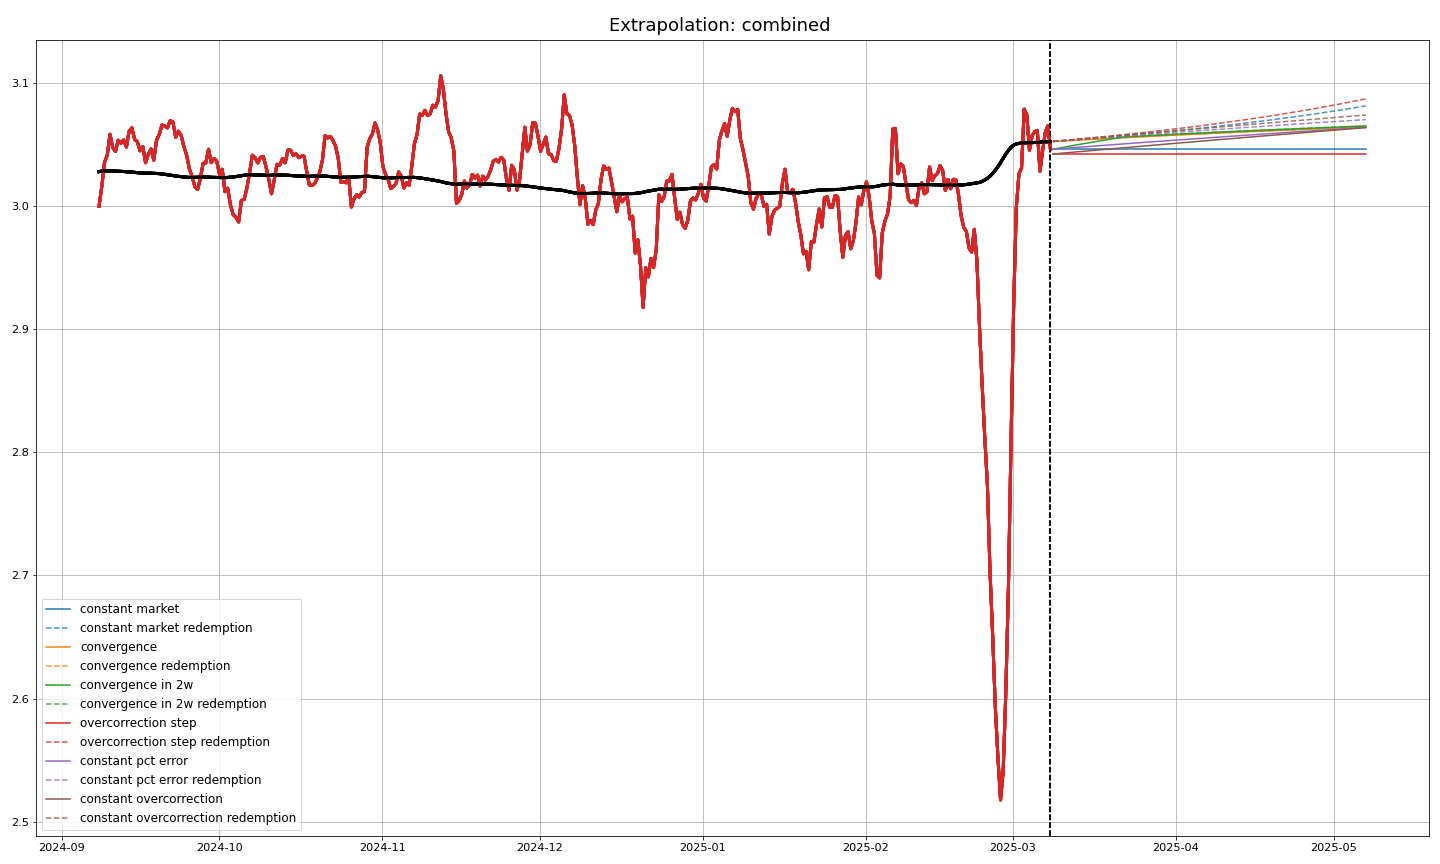 Extrapolation: combined
3.1
3.0
2.9
2.8
2.7
2.6
2.5
constant market
constant market redemption
convergence
convergence redemption
convergence in 2w
convergence in 2w redemption
overcorrection step
overcorrection step redemption
constant pct error
constant pct error redemption
constant overcorrection
constant overcorrection redemption
2024-09 2024-10 2024-11 2024-12 2025-01 2025-02 2025-03 2025-04 2025-05